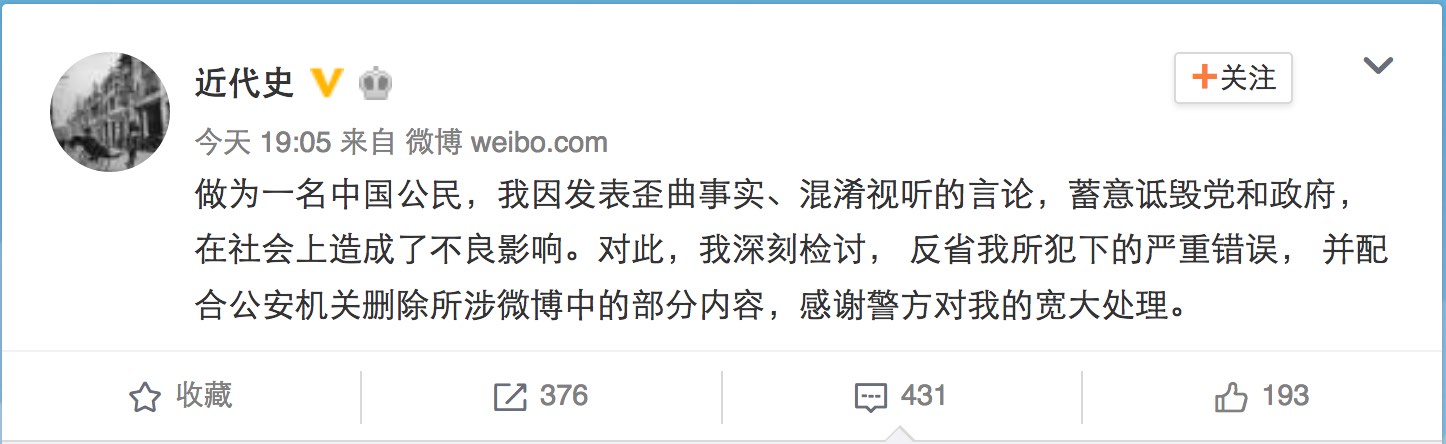 近代史
+关注
今天 19:05 来自 微博 weibo.com
做为一名中国公民，我因发表歪曲事实、混淆视听的言论，蓄意诋毁党和政府，
在社会上造成了不良影响。对此，我深刻检讨， 反省我所犯下的严重错误， 并配
合公安机关删除所涉微博中的部分内容，感谢警方对我的宽大处理。
收藏
376
431
193